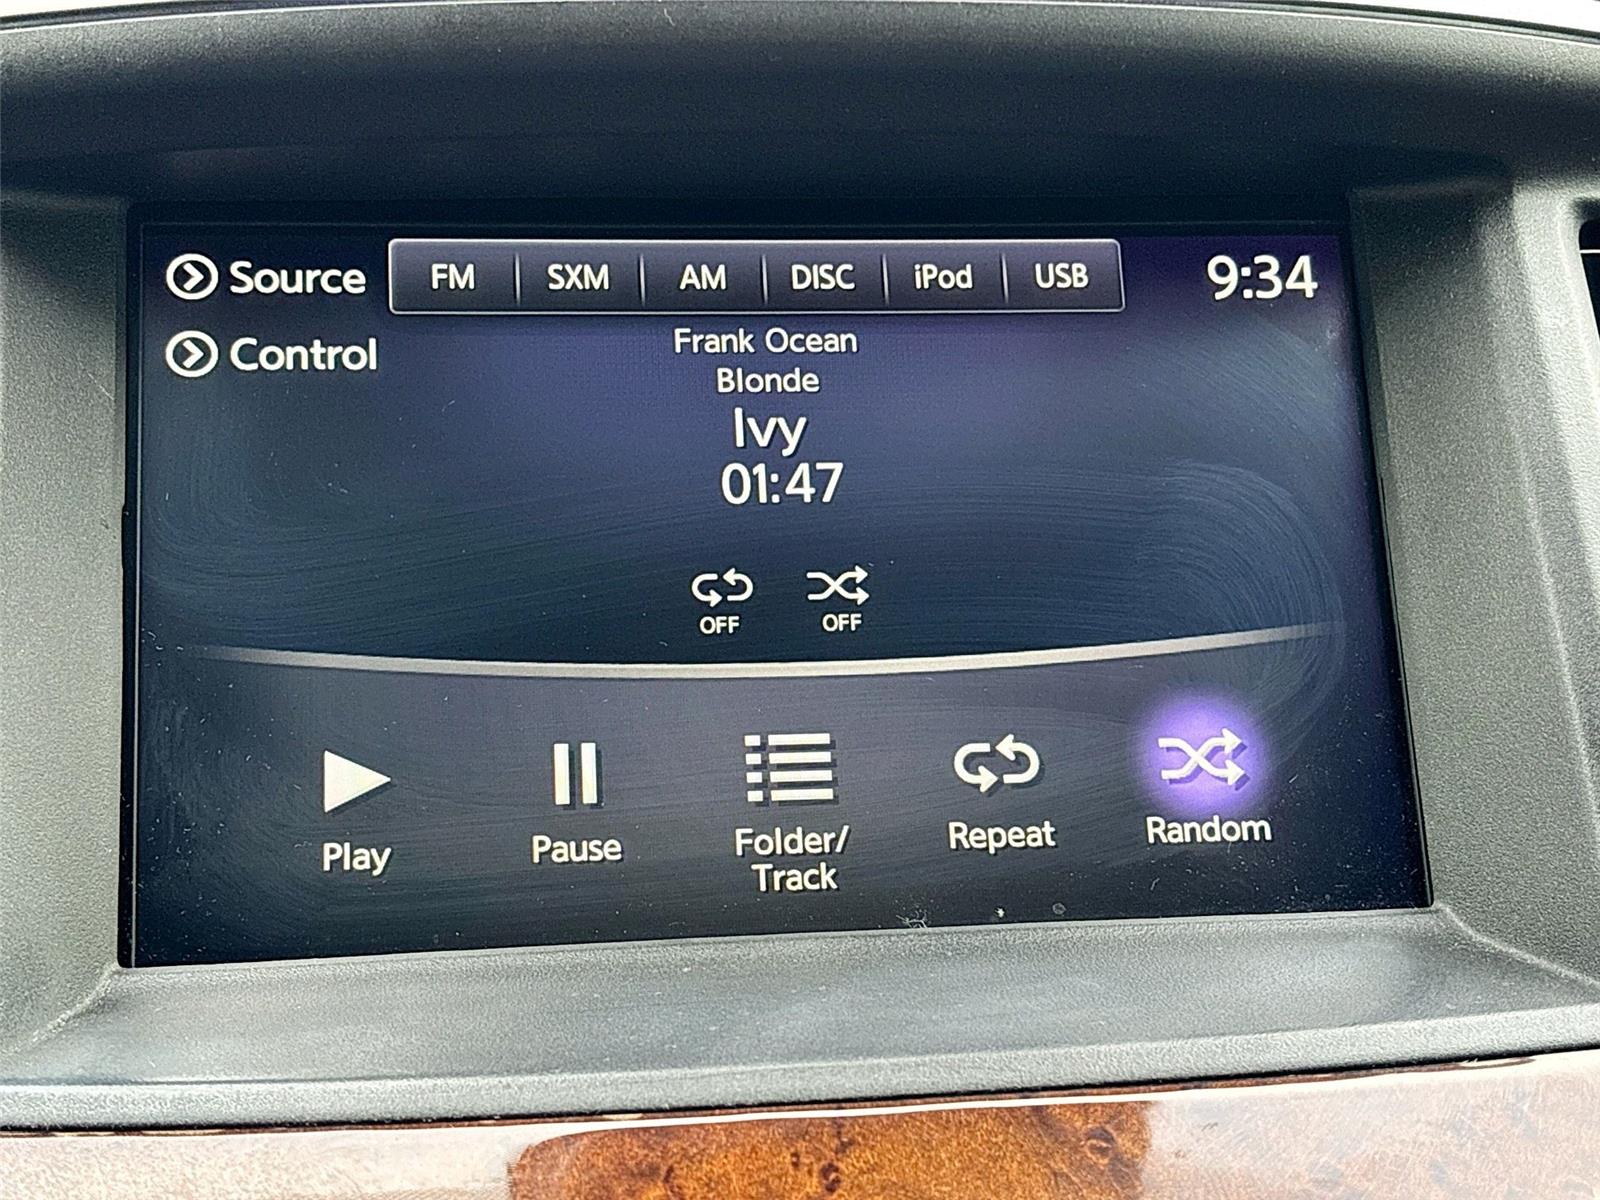 Source FM SXM AM DISC iPod USB 9:34
Control
Frank Ocean
Blonde
Ivy
01:47
OFF OFF
Play Pause Folder/
Track Repeat Random